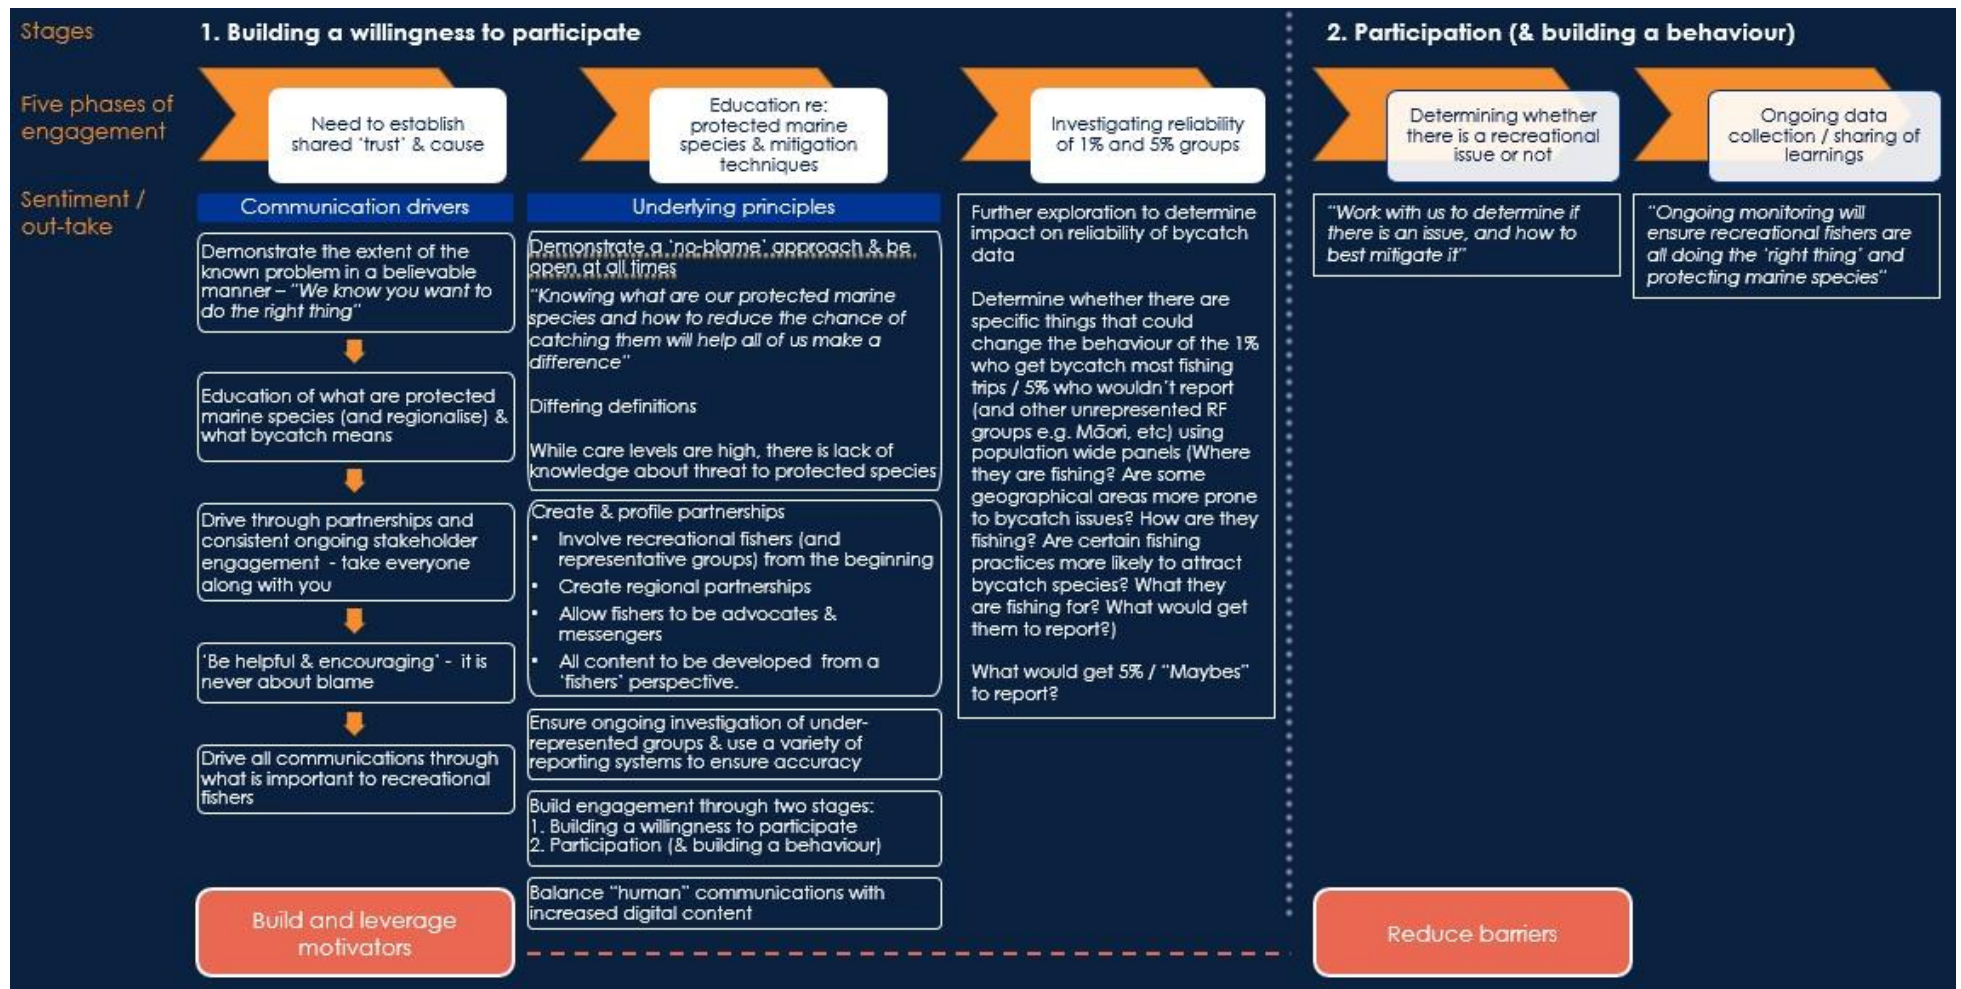 Stages
1. Building a willingness to participate
2. Participation (& building a behaviour)
Five phases of
engagement
Need to establish
shared ‘trust’ & cause
Education re:
protected marine
species & mitigation
techniques
Investigating reliability
of 1% and 5% groups
Determining whether
there is a recreational
issue or not
Ongoing data
collection / sharing of
learnings
Sentiment /
out-take
Communication drivers
Demonstrate the extent of the
known problem in a believable
manner – “We know you want to
do the right thing”
Education of what are protected
marine species (and regionalise) &
what bycatch means
Drive through partnerships and
consistent ongoing stakeholder
engagement  - take everyone
along with you
‘Be helpful & encouraging’ -  it is
never about blame
Drive all communications through
what is important to recreational
fishers
Underlying principles
Demonstrate a ‘no-blame’ approach & be
open at all times
“Knowing what are our protected marine
species and how to reduce the chance of
catching them will help all of us make a
difference”
Differing definitions
While care levels are high, there is lack of
knowledge about threat to protected species
Create & profile partnerships
• Involve recreational fishers (and
representative groups) from the beginning
• Create regional partnerships
• Allow fishers to be advocates &
messengers
• All content to be developed  from a
‘fishers’ perspective.
Ensure ongoing investigation of under-
represented groups & use a variety of
reporting systems to ensure accuracy
Build engagement through two stages:
1. Building a willingness to participate
2. Participation (& building a behaviour)
Balance “human” communications with
increased digital content
Further exploration to determine
impact on reliability of bycatch
data
Determine whether there are
specific things that could
change the behaviour of the 1%
who get bycatch most fishing
trips / 5% who wouldn’t report
(and other unrepresented RF
groups e.g. Māori, etc) using
population wide panels (Where
they are fishing? Are some
geographical areas more prone
to bycatch issues? How are they
fishing? Are certain fishing
practices more likely to attract
bycatch species? What they
are fishing for? What would get
them to report?)
What would get 5% / “Maybes”
to report?
“Work with us to determine if
there is an issue, and how to
best mitigate it”
“Ongoing monitoring will
ensure recreational fishers are
all doing the ‘right thing’ and
protecting marine species”
Build and leverage
motivators
Reduce barriers